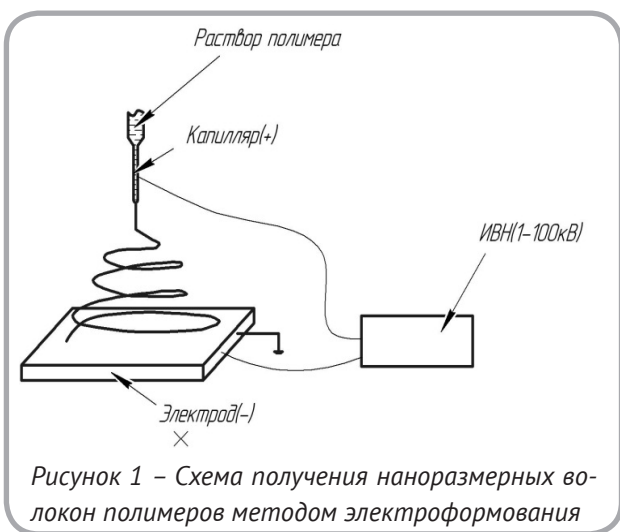 Раствор полимера
Капилляр(+)
ИВН(1-100кВ)
Электрод(-)
Рисунок 1 – Схема получения наноразмерных во-
локон полимеров методом электроформования